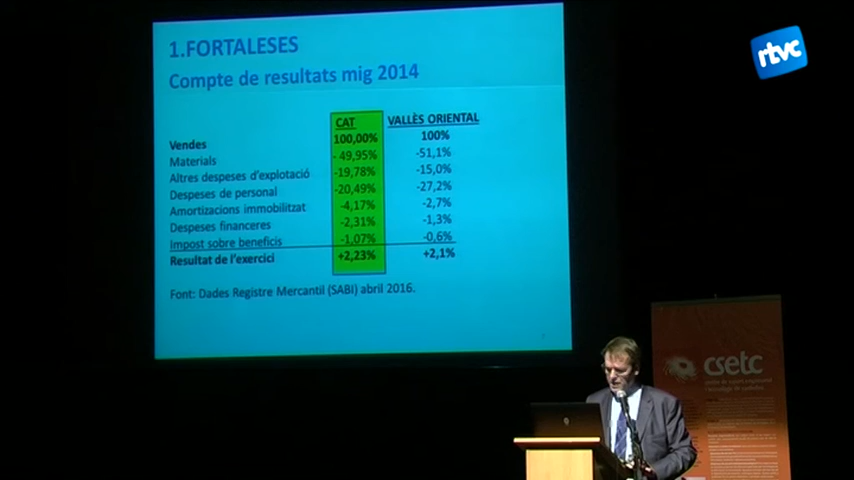 1.FORTALESES
Compte de resultats mig 2014
CAT VALLÈS ORIENTAL
Vendes 100,00% 100%
Materials - 49,95% -51,1%
Altres despeses d'explotació -19,78% -15,0%
Despeses de personal -20,49% -27,2%
Amortizacions immobilitzat -4,17% -2,7%
Despeses financeres -2,31% -1,3%
Impost sobre beneficis -1,07% -0,6%
Resultat de l'exercici +2,23% +2,1%
Font: Dades Registre Mercantil (SABI) abril 2016.
rtvc
csetc